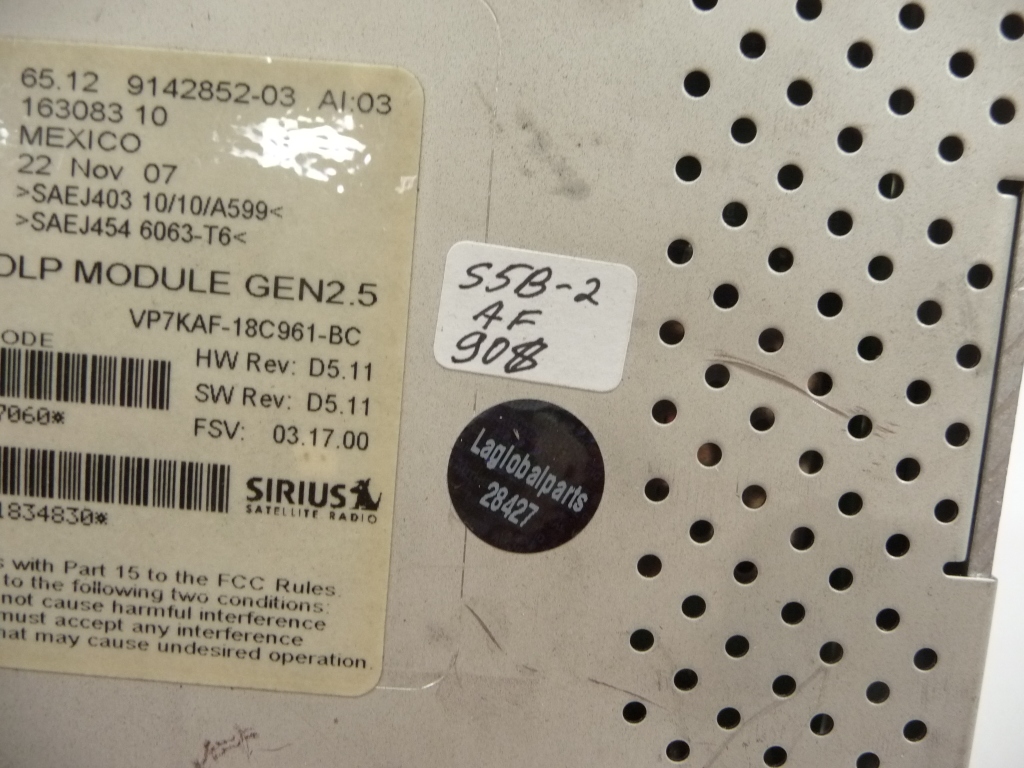 65.12 9142852-03 AI:03
163083 10
MEXICO
22 Nov 07
>SAEJ403 10/10/A599<
>SAEJ454 6063-T6<
DLP MODULE GEN2.5
VP7KAF-18C961-BC
ODE
HW Rev: D5.11
SW Rev: D5.11
7060*
FSV: 03.17.00
SIRIUS
SATELLITE RADIO
1834830*
s with Part 15 to the FCC Rules.
to the following two conditions:
not cause harmful interference
must accept any interference
hat may cause undesired operation.
S5B-2
AF
908
Laglobalparts
28427